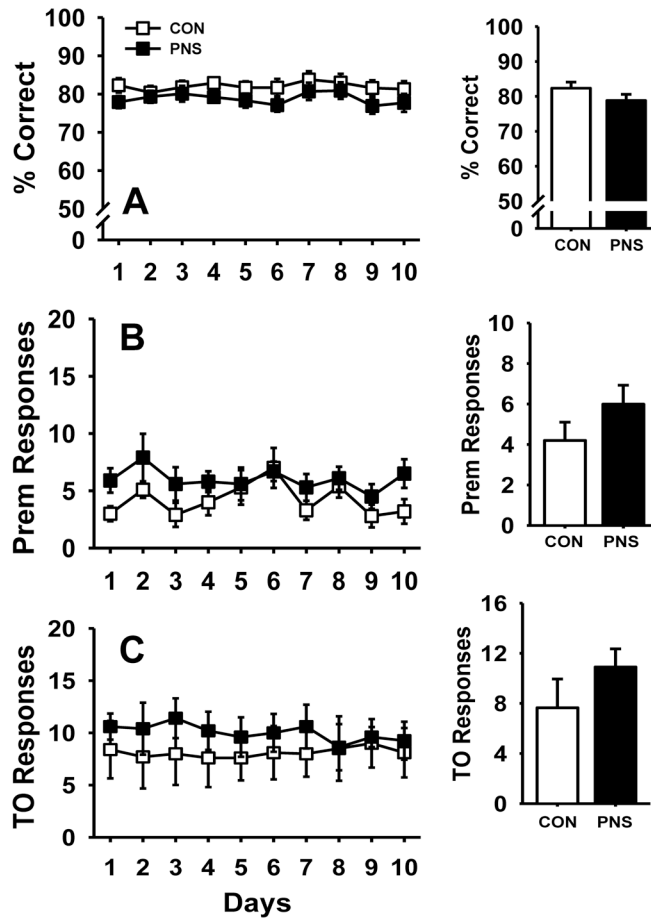 CON
PNS
% Correct
100
90
80
70
60
50
0
A
1 2 3 4 5 6 7 8 9 10
% Correct
100
90
80
70
60
50
0
CON PNS
Prem Responses
20
15
10
5
0
B
1 2 3 4 5 6 7 8 9 10
Prem Responses
10
8
6
4
2
0
CON PNS
TO Responses
20
15
10
5
0
C
1 2 3 4 5 6 7 8 9 10
Days
TO Responses
16
12
8
4
0
CON PNS